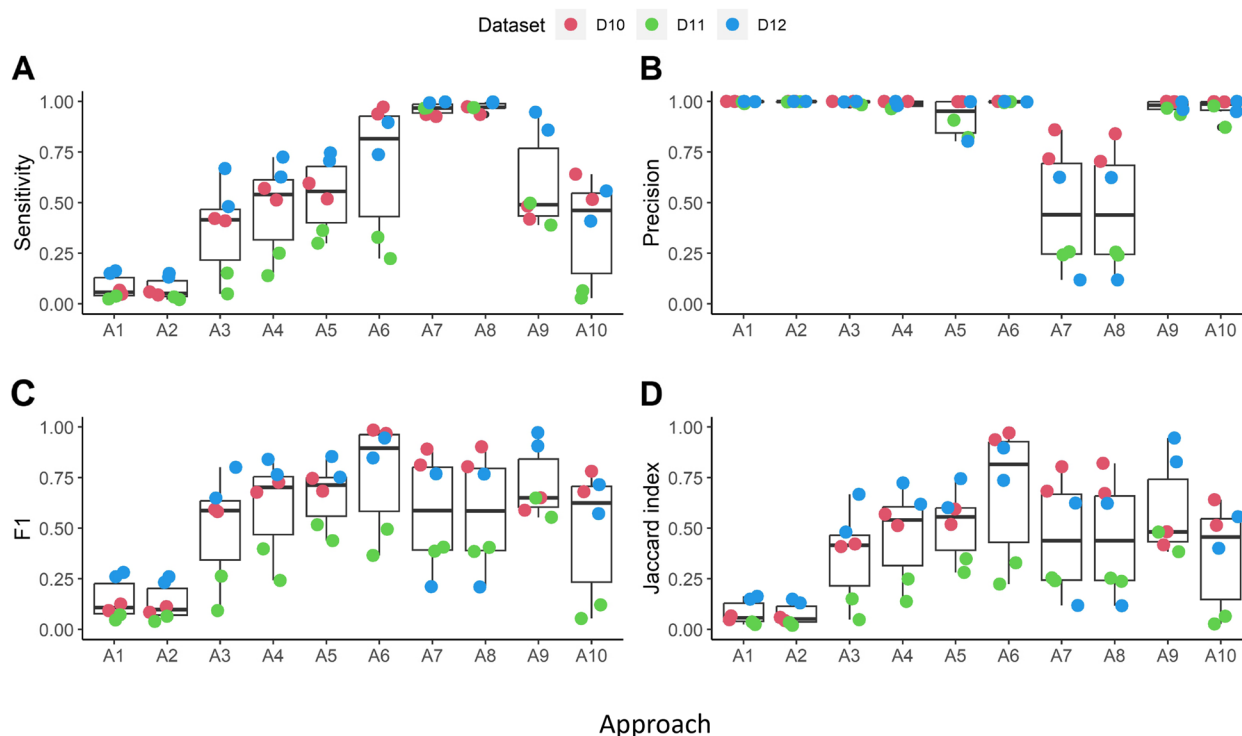 Dataset D10 D11 D12
A
Sensitivity
1.00
0.75
0.50
0.25
0.00
A1 A2 A3 A4 A5 A6 A7 A8 A9 A10
B
Precision
1.00
0.75
0.50
0.25
0.00
A1 A2 A3 A4 A5 A6 A7 A8 A9 A10
C
F1
1.00
0.75
0.50
0.25
0.00
A1 A2 A3 A4 A5 A6 A7 A8 A9 A10
D
Jaccard index
1.00
0.75
0.50
0.25
0.00
A1 A2 A3 A4 A5 A6 A7 A8 A9 A10
Approach